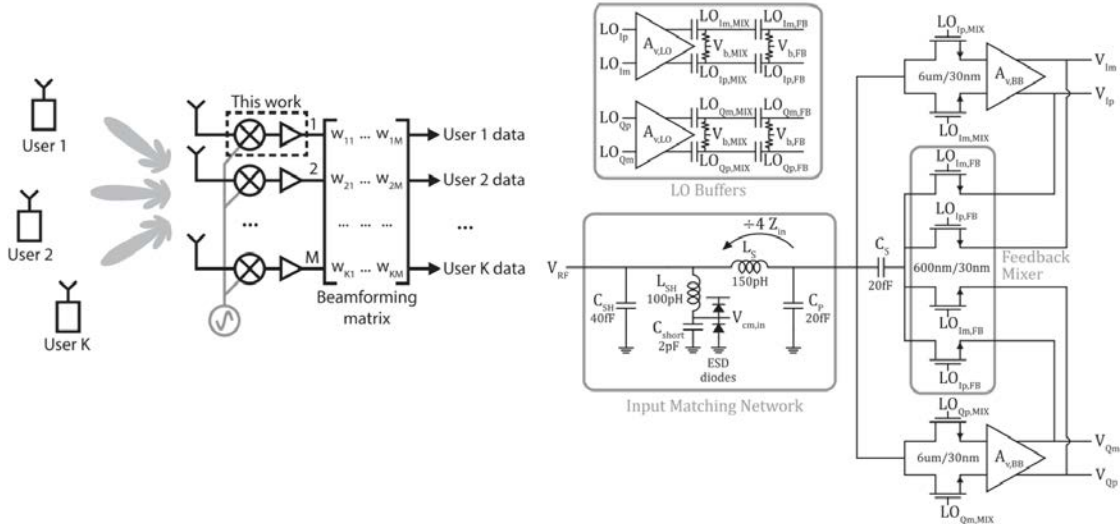 User 1
User 2
User K
This work
1
2
...
M
w11 ... w1M
w21 ... w2M
... ... ...
wK1 ... wKM
Beamforming
matrix
User 1 data
User 2 data
...
User K data
LOIp
LOIm
Av,LO
LOIm,MIX
LOIm,FB
Vb,MIX
Vb,FB
LOIp,MIX
LOIp,FB
LOQp
LOQm
Av,LO
LOQm,MIX
LOQm,FB
Vb,MIX
Vb,FB
LOQp,MIX
LOQp,FB
LO Buffers
VRF
CSH
40fF
LSH
100pH
Cshort
2pF
÷4 Zin
LS
150pH
Vcm,in
ESD
diodes
CP
20fF
Input Matching Network
CS
20fF
LOIp,MIX
6um/30nm
LOIm,MIX
Av,BB
VIm
VIp
LOIm,FB
LOIp,FB
600nm/30nm
LOIm,FB
LOIp,FB
Feedback
Mixer
LOQp,MIX
6um/30nm
LOQm,MIX
Av,BB
VQm
VQp